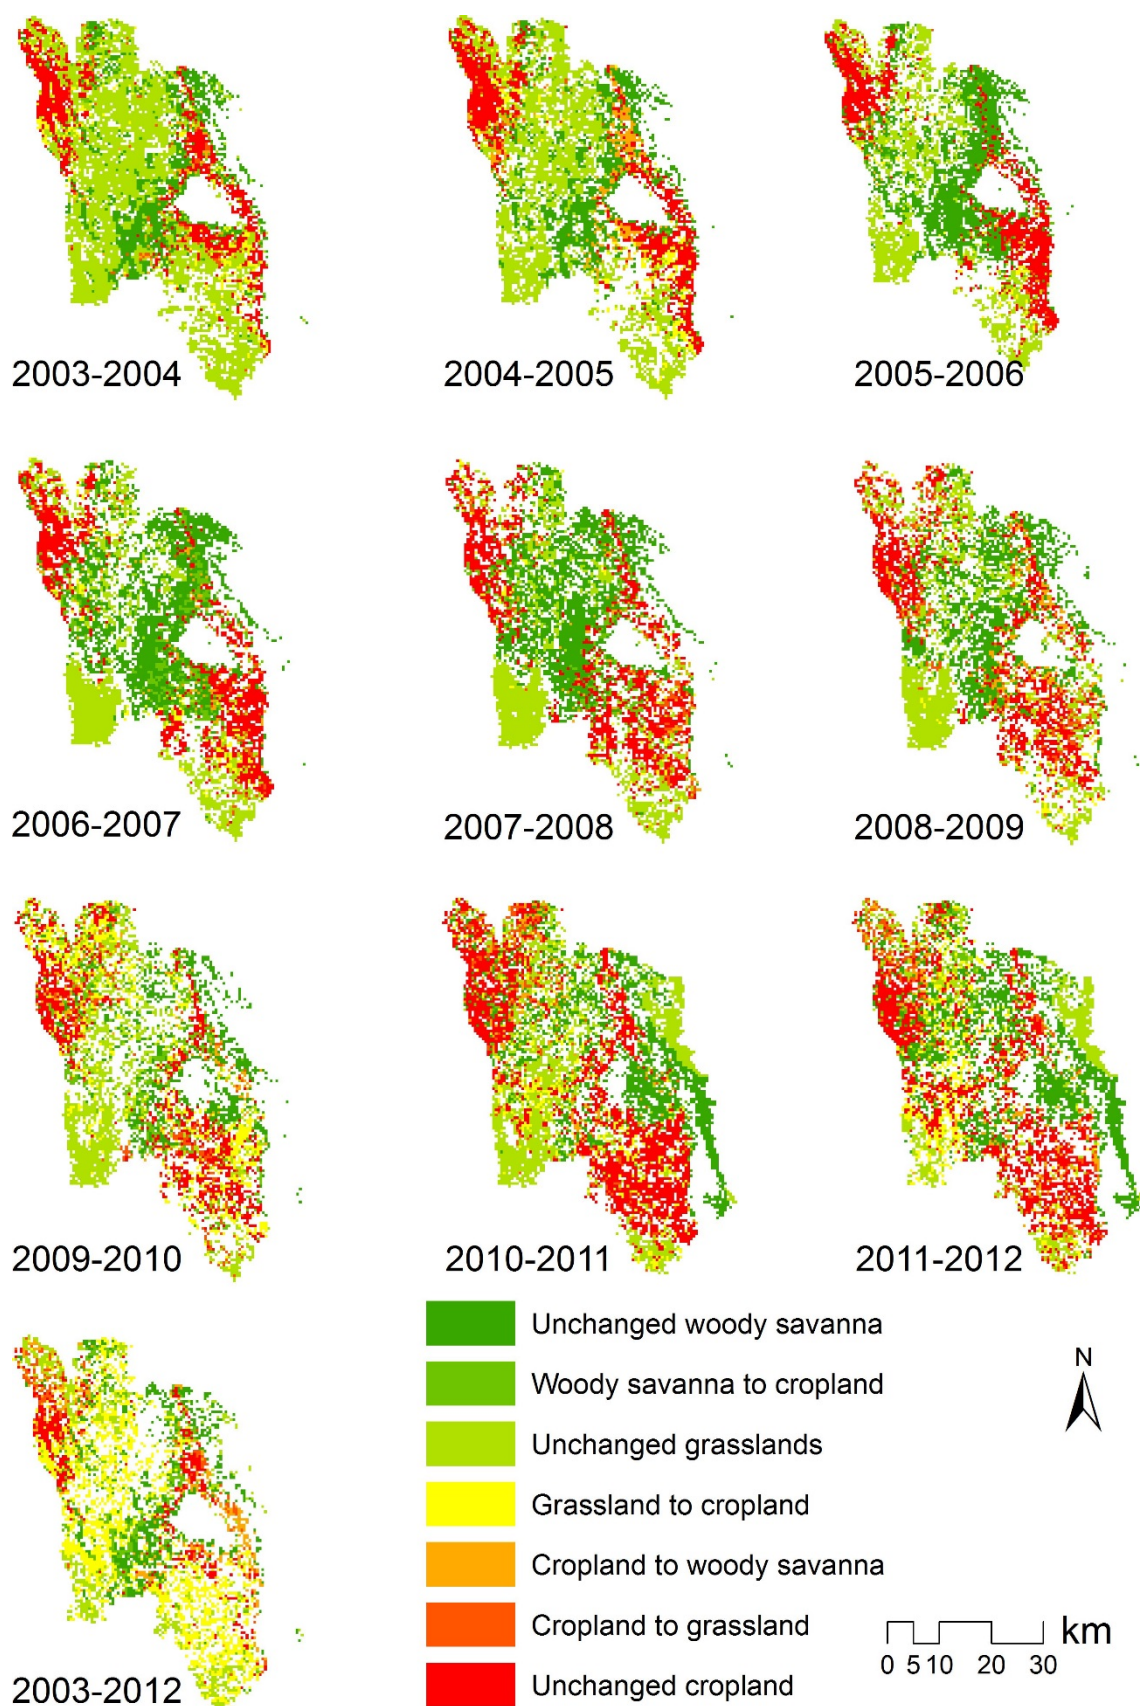 2003-2004
2004-2005
2005-2006
2006-2007
2007-2008
2008-2009
2009-2010
2010-2011
2011-2012
2003-2012
Unchanged woody savanna
Woody savanna to cropland
Unchanged grasslands
Grassland to cropland
Cropland to woody savanna
Cropland to grassland
Unchanged cropland
N
km
0 5 10 20 30